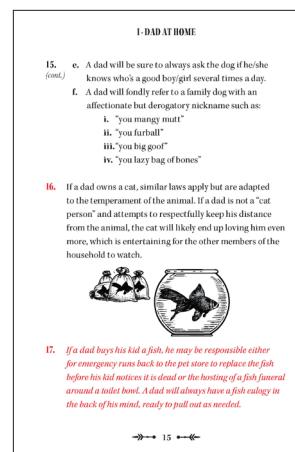 I - DAD AT HOME
15. e. A dad will be sure to always ask the dog if he/she
(cont.) knows who's a good boy/girl several times a day.
f. A dad will fondly refer to a family dog with an
affectionate but derogatory nickname such as:
i. "you mangy mutt"
ii. "you furball"
iii. "you big goof"
iv. "you lazy bag of bones"
16. If a dad owns a cat, similar laws apply but are adapted
to the temperament of the animal. If a dad is not a "cat
person" and attempts to respectfully keep his distance
from the animal, the cat will likely end up loving him even
more, which is entertaining for the other members of the
household to watch.
17. If a dad buys his kid a fish, he may be responsible either
for emergency runs back to the pet store to replace the fish
before his kid notices it is dead or the hosting of a fish funeral
around a toilet bowl. A dad will always have a fish eulogy in
the back of his mind, ready to pull out as needed.
15